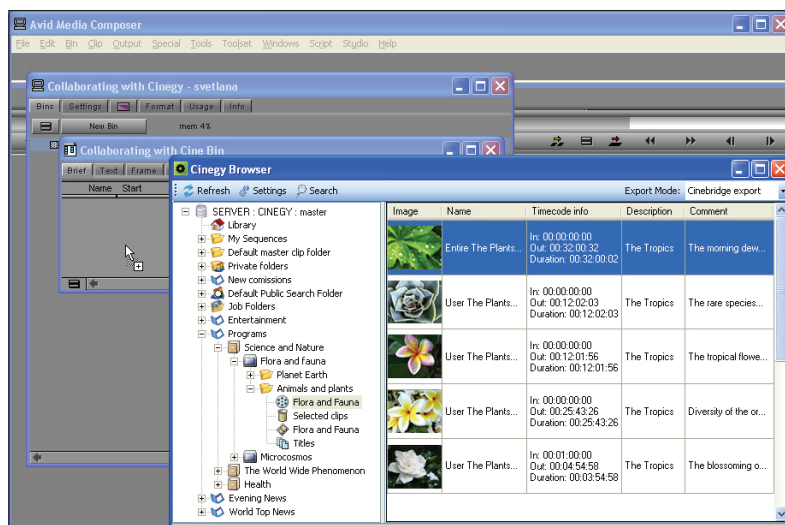 Avid Media Composer
File Edit Bin Clip Output Special Tools Toolset Windows Script Studio Help
Collaborating with Cinegy - svetlana
Bins Settings Format Usage Info
New Bin mem 4%
Collaborating with Cine Bin
Brief Text Frame
Name Start
Cinegy Browser
Refresh Settings Search Export Mode: Cinebridge export
SERVER : CINEGY : master
Library
My Sequences
Default master clip folder
Private folders
New comissions
Default Public Search Folder
Job Folders
Entertainment
Programs
Science and Nature
Flora and fauna
Planet Earth
Animals and plants
Flora and Fauna
Selected clips
Flora and Fauna
Titles
Microcosmos
The World Wide Phenomenon
Health
Evening News
World Top News
Image Name Timecode info Description Comment
In: 00:00:00:00
Entire The Plants... Out: 00:32:00:32 The Tropics The morning dew...
Duration: 00:32:00:02
In: 00:00:00:00
User The Plants... Out: 00:12:02:03 The Tropics The rare species...
Duration: 00:12:02:03
In: 00:00:00:00
User The Plants... Out: 00:12:01:56 The Tropics The tropical flowe...
Duration: 00:12:01:56
In: 00:00:00:00
User The Plants... Out: 00:25:43:26 The Tropics Diversity of the or...
Duration: 00:25:43:26
In: 00:01:00:00
User The Plants... Out: 00:04:54:58 The Tropics The blossoming o...
Duration: 00:03:54:58